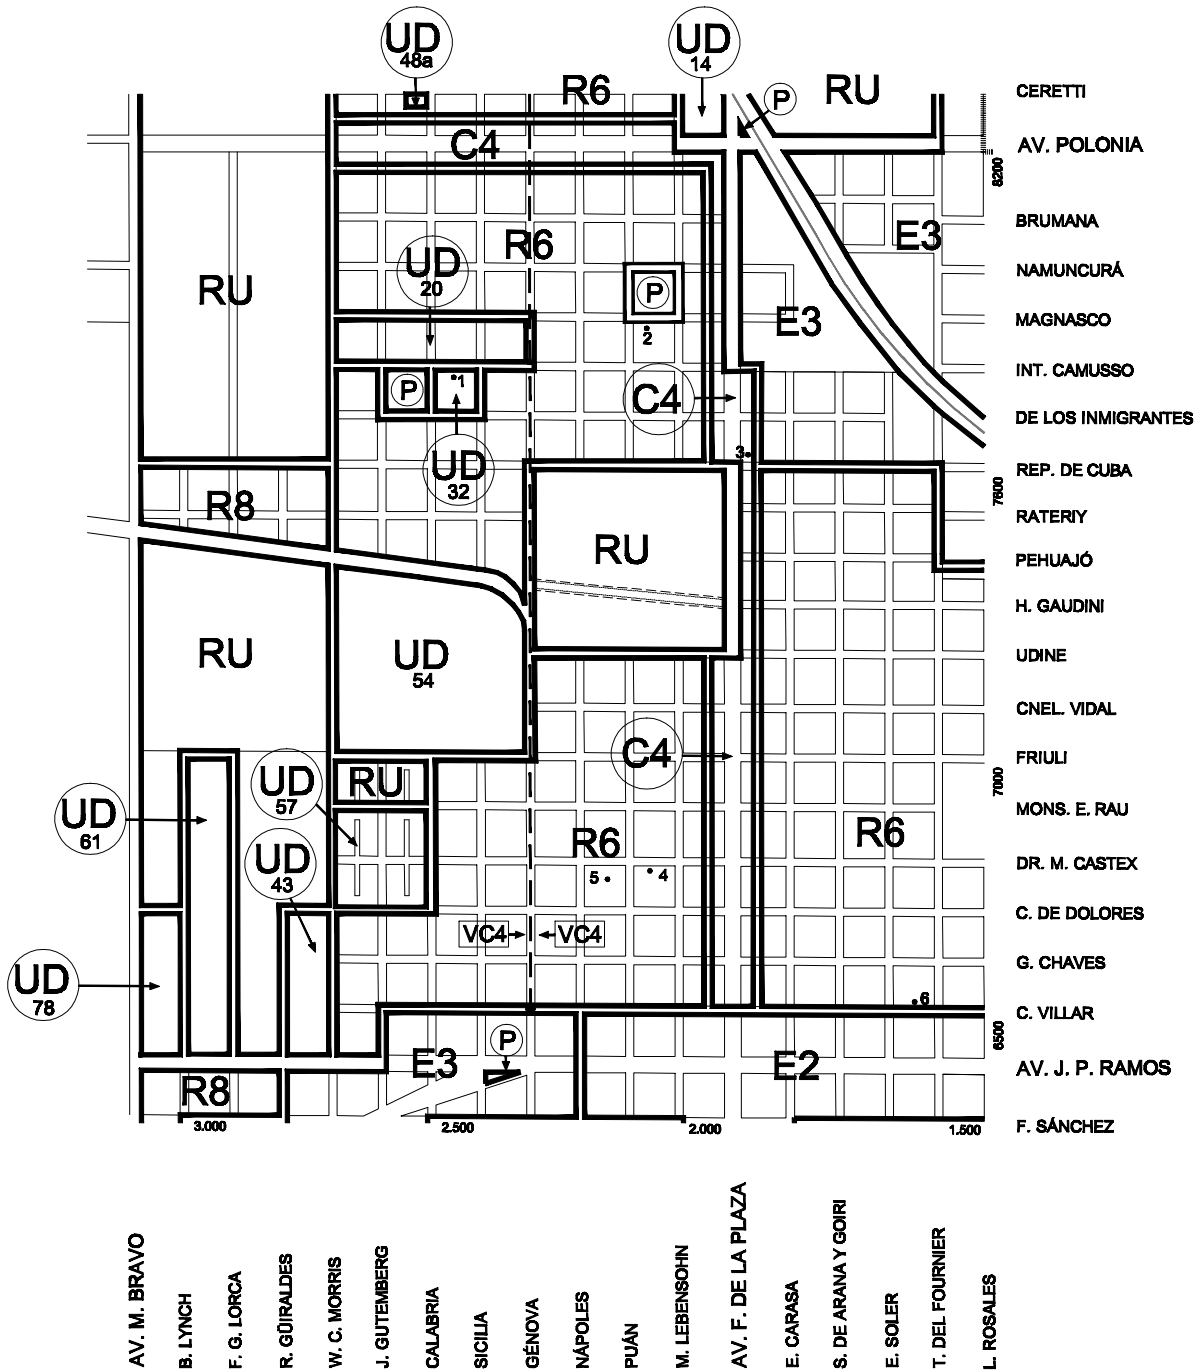 UD
48a
UD
14
P
R6
RU
CERETTI
C4
AV. POLONIA
8200
BRUMANA
R6
E3
UD
20
NAMUNCURÁ
RU
P
MAGNASCO
E3
2
INT. CAMUSSO
P
1
C4
DE LOS INMIGRANTES
3
UD
32
REP. DE CUBA
7600
R8
RATERIY
RU
PEHUAJÓ
H. GAUDINI
RU
UD
54
UDINE
CNEL. VIDAL
C4
FRIULI
UD
57
RU
7000
MONS. E. RAU
UD
61
R6
R6
UD
43
DR. M. CASTEX
5
4
C. DE DOLORES
VC4
VC4
G. CHAVES
UD
78
6
C. VILLAR
6500
P
E3
E2
AV. J. P. RAMOS
R8
3.000
2.500
2.000
1.500
F. SÁNCHEZ
AV. M. BRAVO
B. LYNCH
F. G. LORCA
R. GÜIRALDES
W. C. MORRIS
J. GUTEMBERG
CALABRIA
SICILIA
GÉNOVA
NÁPOLES
PUÁN
M. LEBENSOHN
AV. F. DE LA PLAZA
E. CARASA
S. DE ARANA Y GOIRI
E. SOLER
T. DEL FOURNIER
L. ROSALES